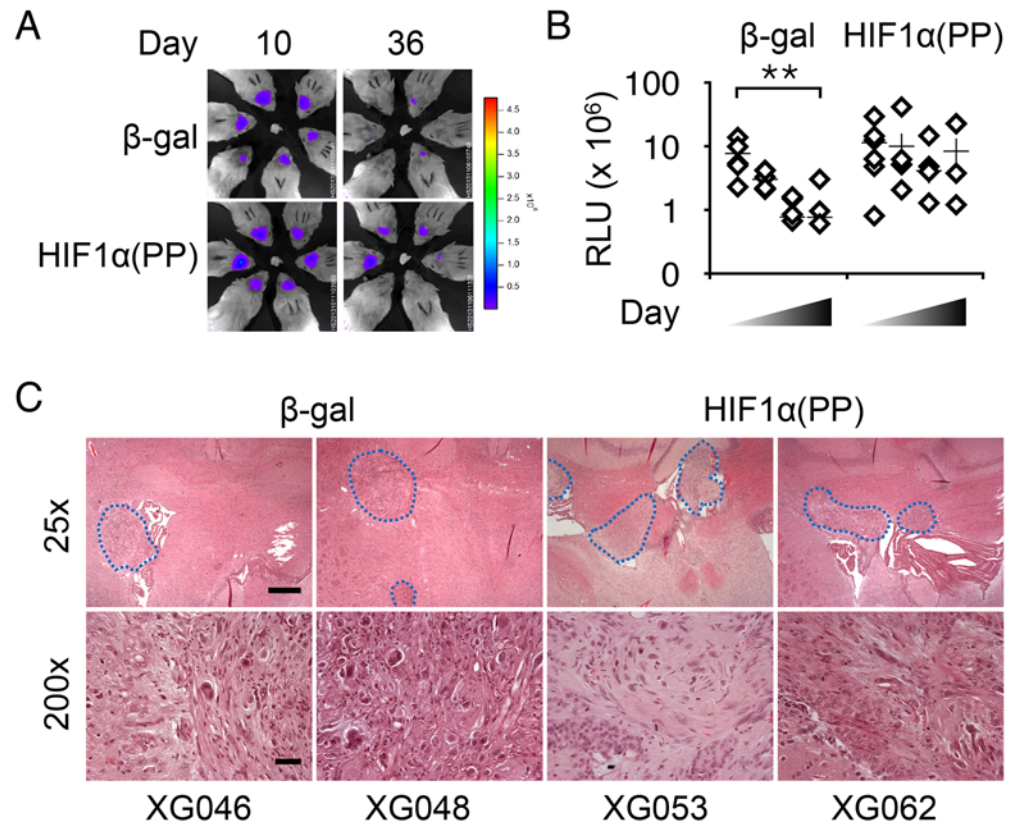 A
Day 10 36
β-gal
HIF1α(PP)
4.5
4.0
3.5
3.0
2.5
2.0
1.5
1.0
0.5
x10⁶
B
β-gal HIF1α(PP)
**
RLU (x 10⁶)
100
10
1
0
Day
C
β-gal HIF1α(PP)
25x
200x
XG046 XG048 XG053 XG062